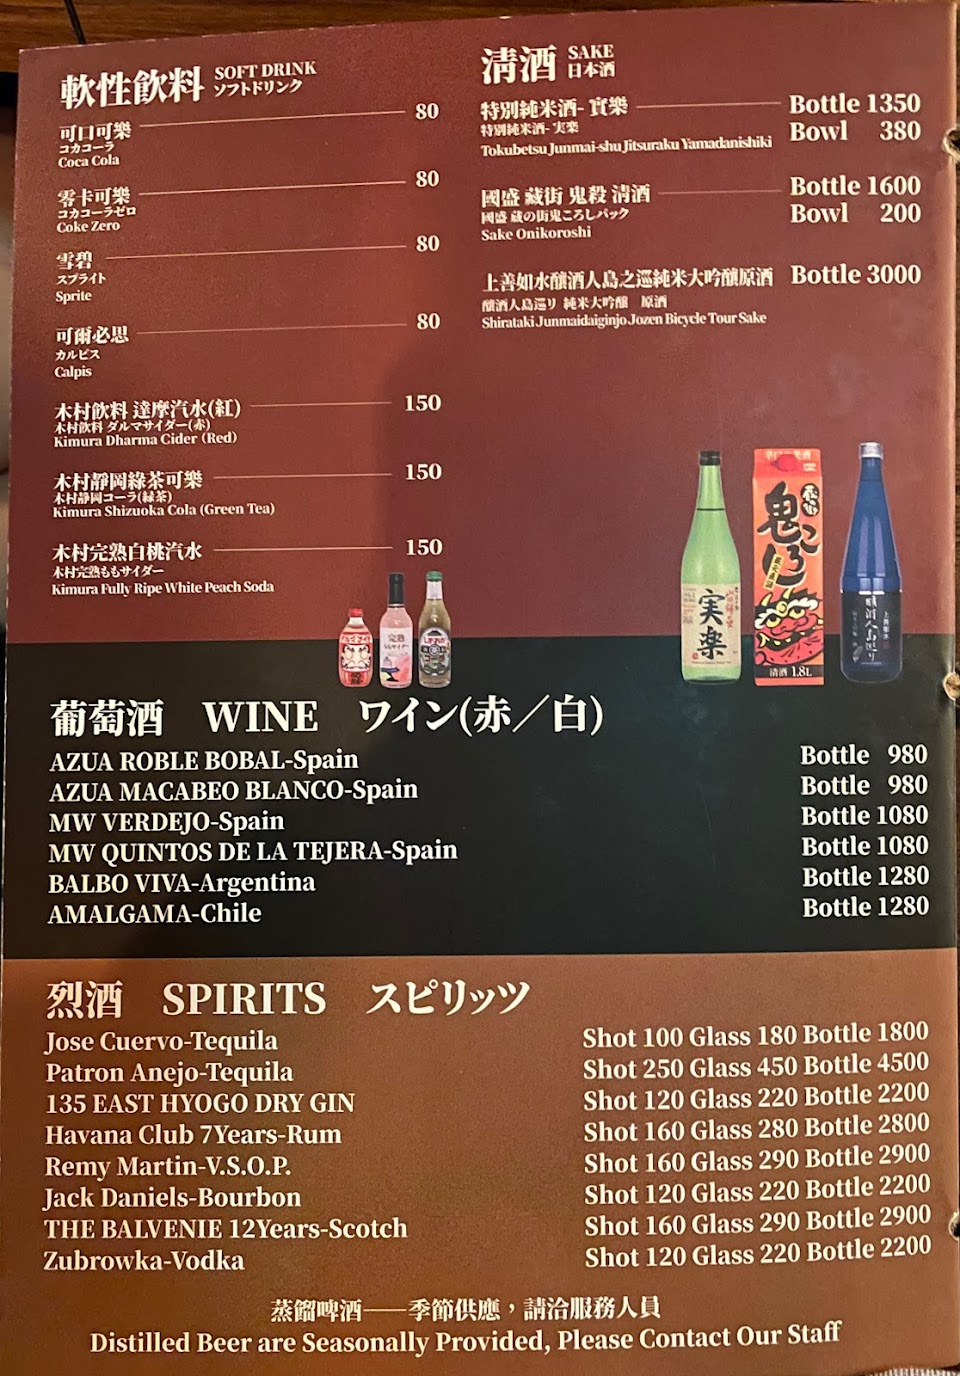 軟性飲料 SOFT DRINK
ソフトドリンク
可口可樂 80
コカコーラ
Coca Cola
零卡可樂 80
コカコーラゼロ
Coke Zero
雪碧 80
スプライト
Sprite
可爾必思 80
カルピス
Calpis
木村飲料 達摩汽水(紅) 150
木村飲料 ダルマサイダー(赤)
Kimura Dharma Cider (Red)
木村靜岡綠茶可樂 150
木村静岡コーラ(緑茶)
Kimura Shizuoka Cola (Green Tea)
木村完熟白桃汽水 150
木村完熟ももサイダー
Kimura Fully Ripe White Peach Soda
清酒 SAKE
日本酒
特別純米酒- 實樂 Bottle 1350
特別純米酒- 実楽 Bowl 380
Tokubetsu Junmai-shu Jitsuraku Yamadanishiki
國盛 藏街 鬼殺 清酒 Bottle 1600
國盛 蔵の街鬼ころしパック Bowl 200
Sake Onikoroshi
上善如水釀酒人島之巡純米大吟釀原酒 Bottle 3000
醸酒人島巡り 純米大吟醸 原酒
Shirataki Junmaidaiginjo Jozen Bicycle Tour Sake
実楽
鬼ころし
清酒 1.8L
上善如水
完熟
葡萄酒 WINE ワイン(赤／白)
AZUA ROBLE BOBAL-Spain Bottle 980
AZUA MACABEO BLANCO-Spain Bottle 980
MW VERDEJO-Spain Bottle 1080
MW QUINTOS DE LA TEJERA-Spain Bottle 1080
BALBO VIVA-Argentina Bottle 1280
AMALGAMA-Chile Bottle 1280
烈酒 SPIRITS スピリッツ
Jose Cuervo-Tequila Shot 100 Glass 180 Bottle 1800
Patron Anejo-Tequila Shot 250 Glass 450 Bottle 4500
135 EAST HYOGO DRY GIN Shot 120 Glass 220 Bottle 2200
Havana Club 7Years-Rum Shot 160 Glass 280 Bottle 2800
Remy Martin-V.S.O.P. Shot 160 Glass 290 Bottle 2900
Jack Daniels-Bourbon Shot 120 Glass 220 Bottle 2200
THE BALVENIE 12Years-Scotch Shot 160 Glass 290 Bottle 2900
Zubrowka-Vodka Shot 120 Glass 220 Bottle 2200
蒸餾啤酒——季節供應，請洽服務人員
Distilled Beer are Seasonally Provided, Please Contact Our Staff